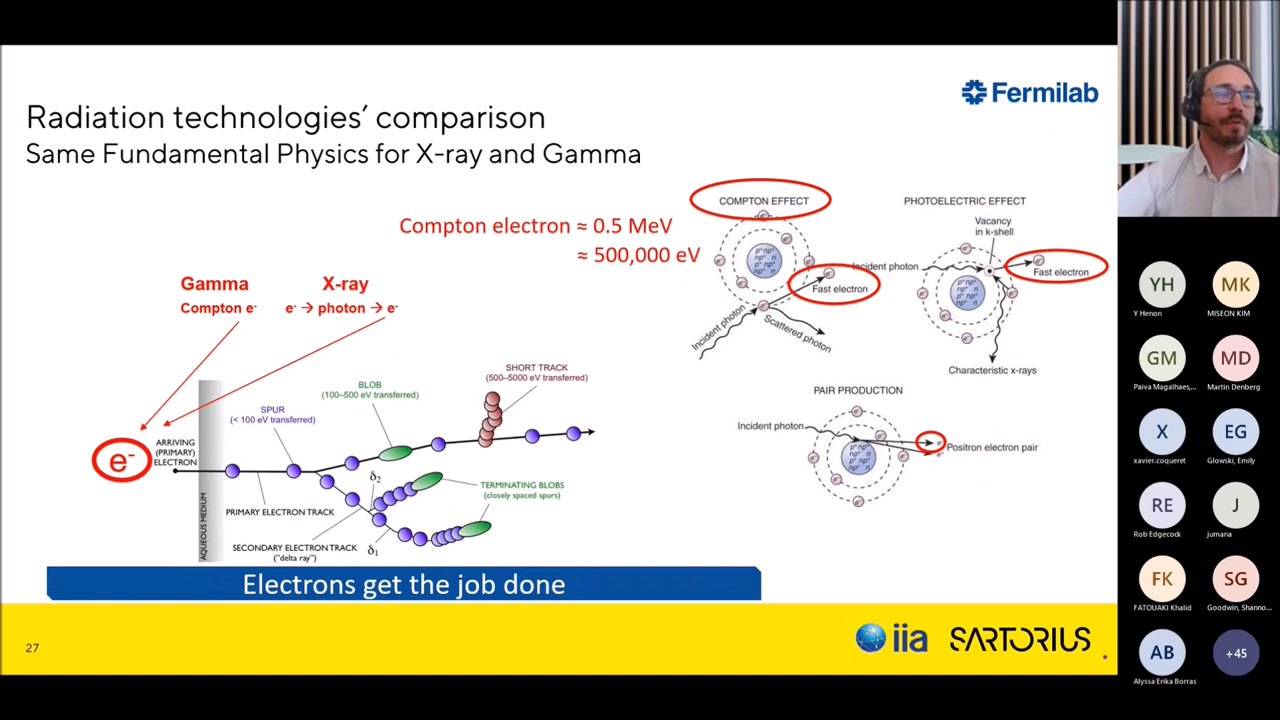 Radiation technologies' comparison
Same Fundamental Physics for X-ray and Gamma
Fermilab
Compton electron ≈ 0.5 MeV
≈ 500,000 eV
Gamma
Compton e-
X-ray
e- → photon → e-
COMPTON EFFECT
Fast electron
Incident photon
Scattered photon
PHOTOELECTRIC EFFECT
Vacancy
in k-shell
Incident photon
Fast electron
Characteristic x-rays
PAIR PRODUCTION
Incident photon
Positron electron pair
SHORT TRACK
(500–5000 eV transferred)
BLOB
(100–500 eV transferred)
SPUR
(< 100 eV transferred)
e-
ARRIVING
(PRIMARY)
ELECTRON
AQUEOUS MEDIUM
PRIMARY ELECTRON TRACK
δ2
TERMINATING BLOBS
(closely spaced spurs)
SECONDARY ELECTRON TRACK
("delta ray")
δ1
Electrons get the job done
27
iia
SARTORIUS
YH
Y Henon
MK
MISEON KIM
GM
Paiva Magalhaes,...
MD
Martin Denberg
X
xavier.coqueret
EG
Glowski, Emily
RE
Rob Edgecock
J
jumana
FK
FATOUAKI Khalid
SG
Goodwin, Shanno...
AB
Alyssa Erika Borras
+45